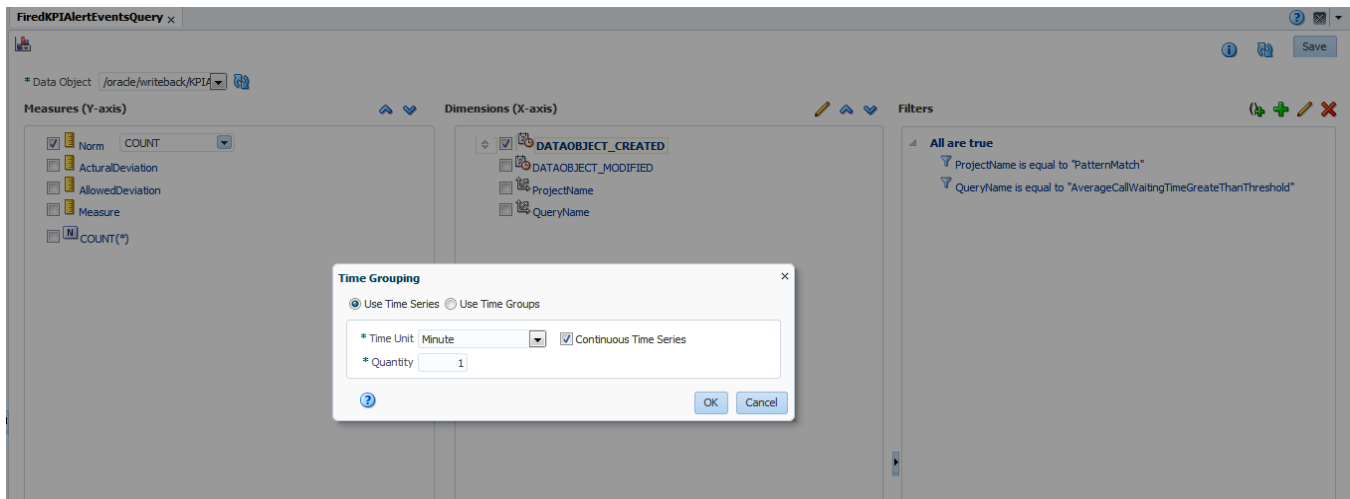 FiredKPIAlertEventsQuery ×
Save
* Data Object /oracle/writeback/KPIA
Measures (Y-axis)
Dimensions (X-axis)
Filters
Norm COUNT
ActuralDeviation
AllowedDeviation
Measure
COUNT(*)
DATAOBJECT_CREATED
DATAOBJECT_MODIFIED
ProjectName
QueryName
All are true
ProjectName is equal to "PatternMatch"
QueryName is equal to "AverageCallWaitingTimeGreateThanThreshold"
Time Grouping ×
Use Time Series Use Time Groups
* Time Unit Minute Continuous Time Series
* Quantity 1
OK Cancel